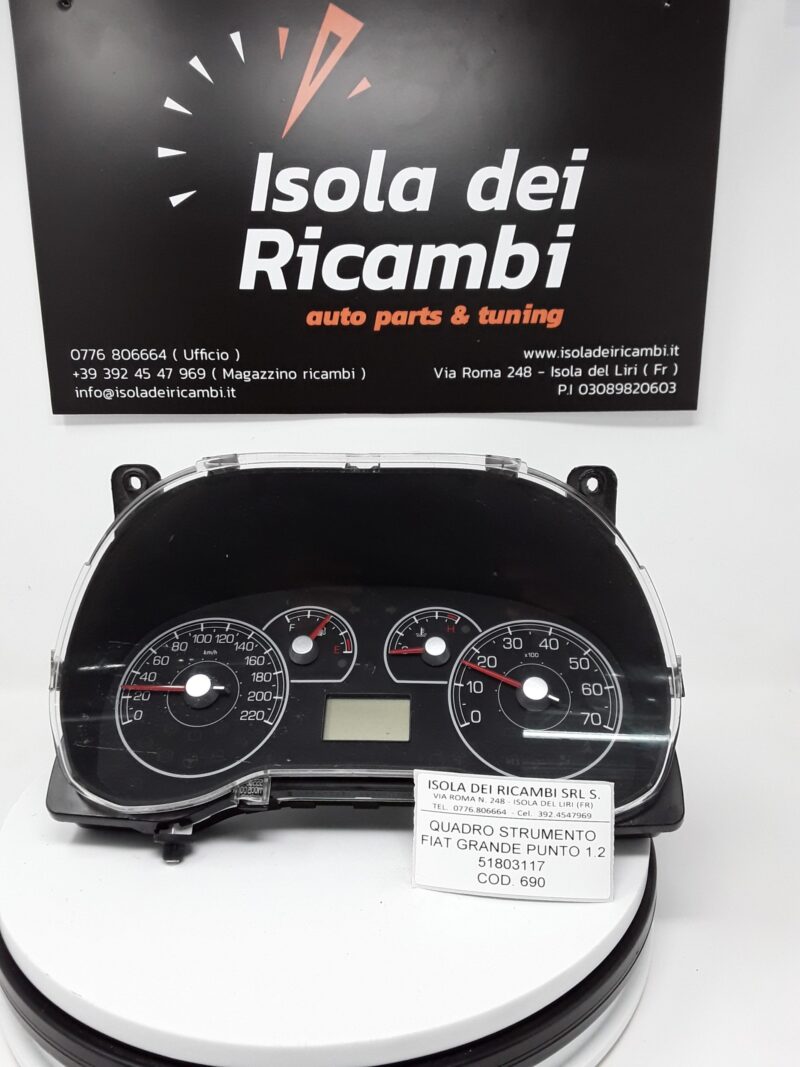 Isola dei
Ricambi
auto parts & tuning
0776 806664 ( Ufficio )
+39 392 45 47 969 ( Magazzino ricambi )
info@isoladeiricambi.it
www.isoladeiricambi.it
Via Roma 248 - Isola del Liri ( Fr )
P.I 03089820603
0 20 40 60 80 100 120 140 160 180 200 220
km/h
F E
C H
0 10 20 30 40 50 60 70
x100
ISOLA DEI RICAMBI SRL S.
VIA ROMA N. 248 - ISOLA DEL LIRI (FR)
TEL. 0776.806664 - Cel. 392.4547969
QUADRO STRUMENTO
FIAT GRANDE PUNTO 1.2
51803117
COD. 690